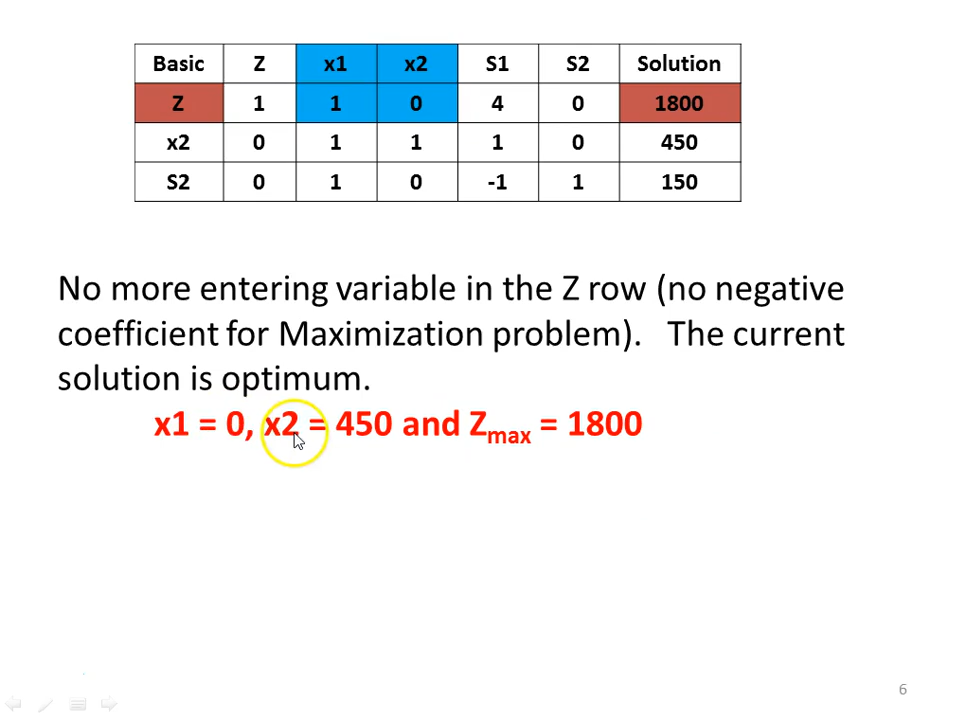 Basic Z x1 x2 S1 S2 Solution
Z 1 1 0 4 0 1800
x2 0 1 1 1 0 450
S2 0 1 0 -1 1 150
No more entering variable in the Z row (no negative
coefficient for Maximization problem). The current
solution is optimum.
x1 = 0, x2 = 450 and Zmax = 1800
6